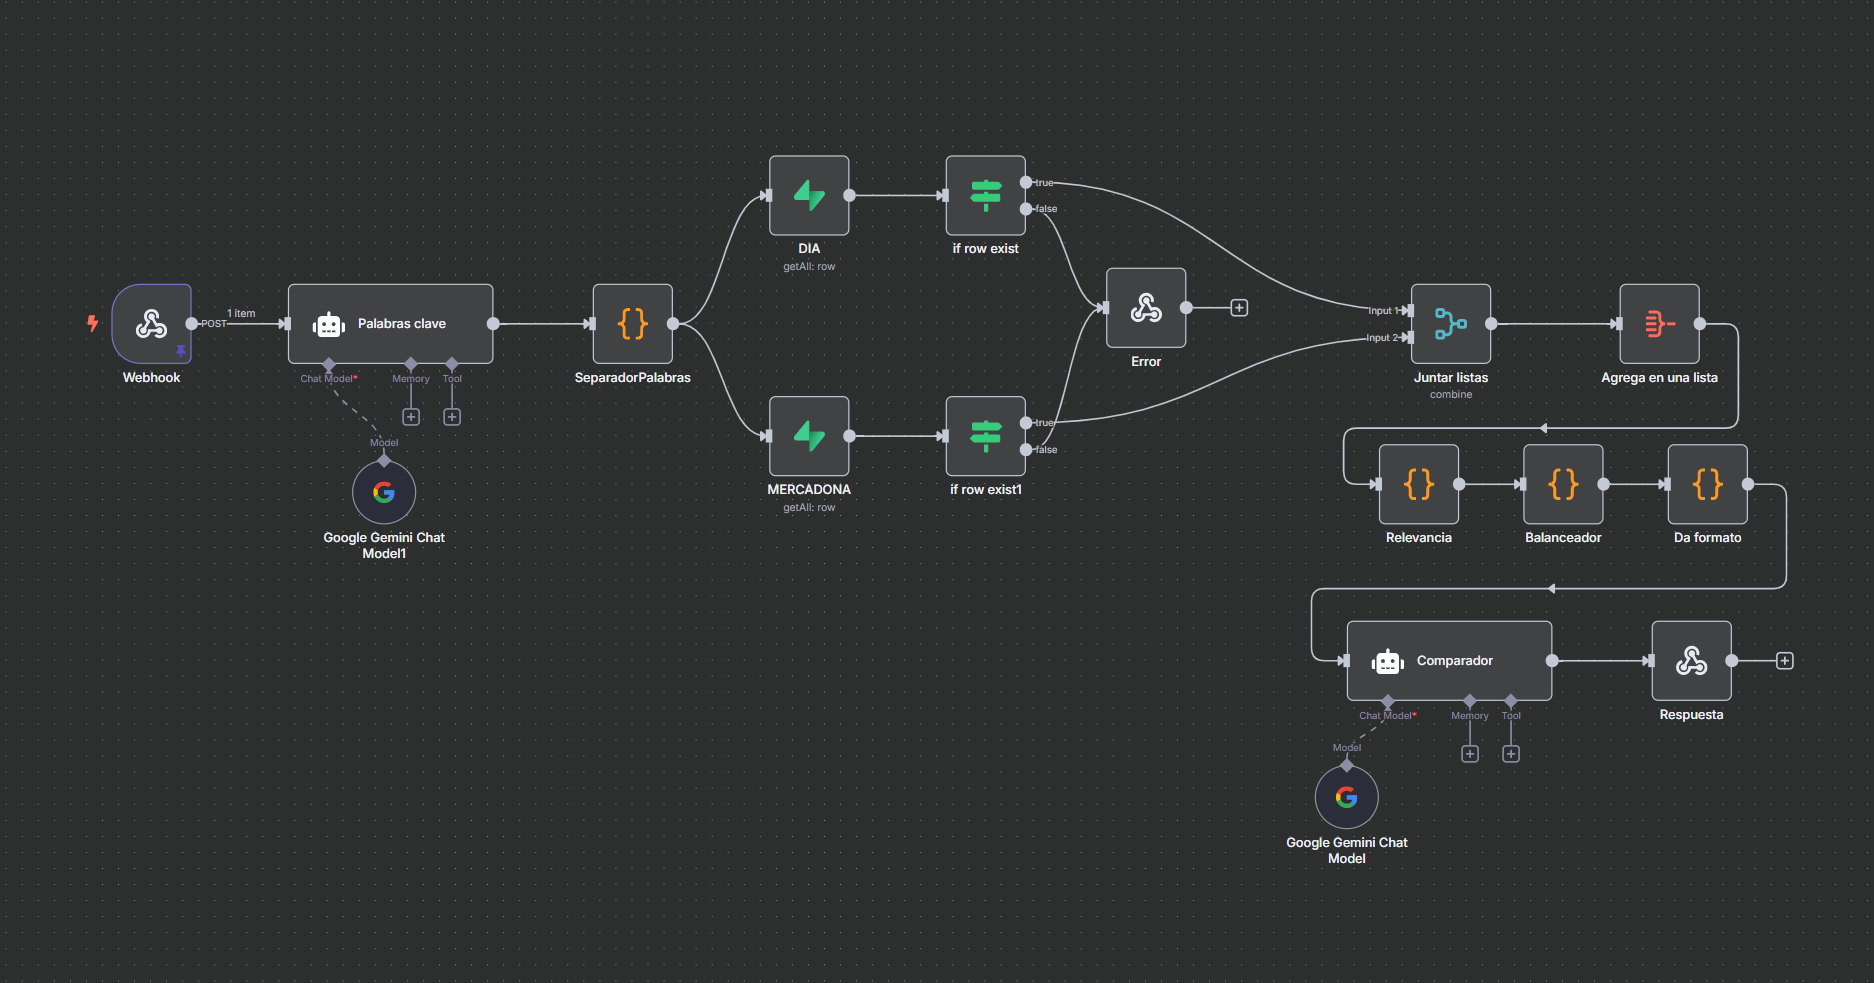 Webhook
POST
1 item
Palabras clave
Chat Model*
Memory
Tool
Model
Google Gemini Chat
Model1
SeparadorPalabras
DIA
getAll: row
if row exist
true
false
MERCADONA
getAll: row
if row exist1
true
false
Error
Input 1
Input 2
Juntar listas
combine
Agrega en una lista
Relevancia
Balanceador
Da formato
Comparador
Chat Model*
Memory
Tool
Model
Google Gemini Chat
Model
Respuesta